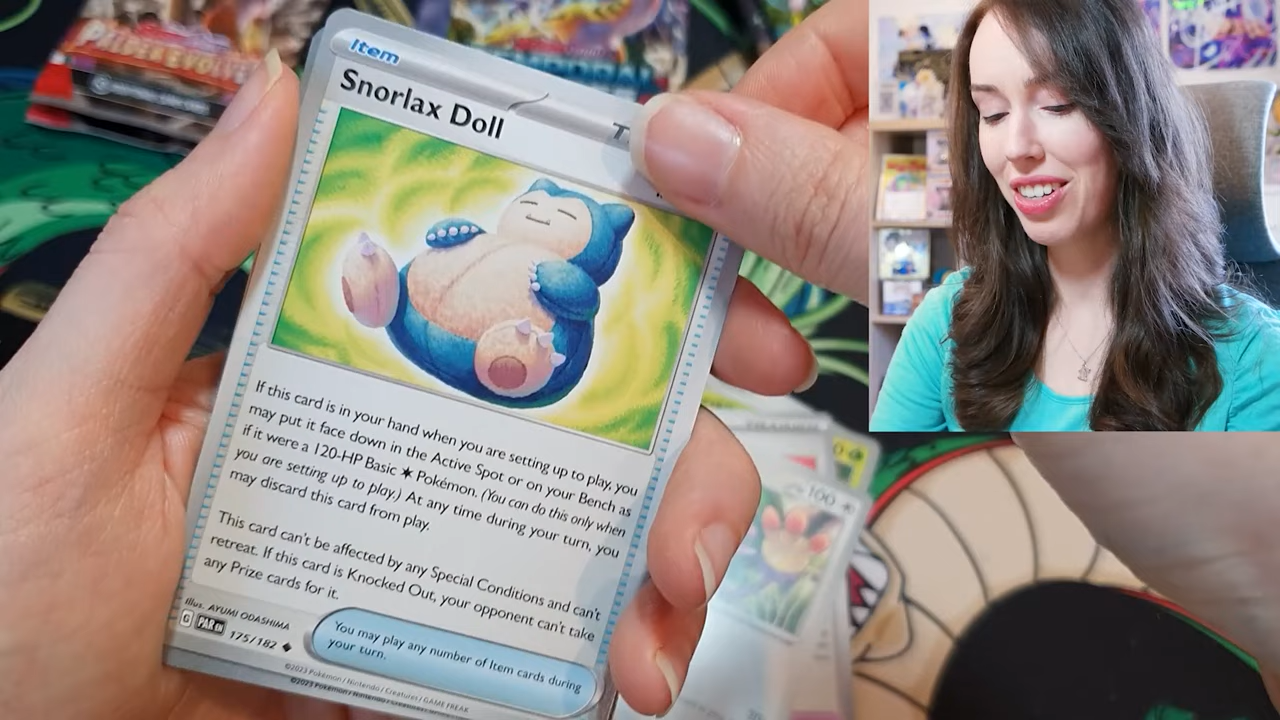 Item
Snorlax Doll
If this card is in your hand when you are setting up to play, you
may put it face down in the Active Spot or on your Bench as
if it were a 120-HP Basic Pokémon. (You can do this only when
you are setting up to play.) At any time during your turn, you
may discard this card from play.
This card can't be affected by any Special Conditions and can't
retreat. If this card is Knocked Out, your opponent can't take
any Prize cards for it.
Illus. AYUMI ODASHIMA
G PAR EN 175/182
You may play any number of Item cards during
your turn.
©2023 Pokémon / Nintendo / Creatures / GAME FREAK
100